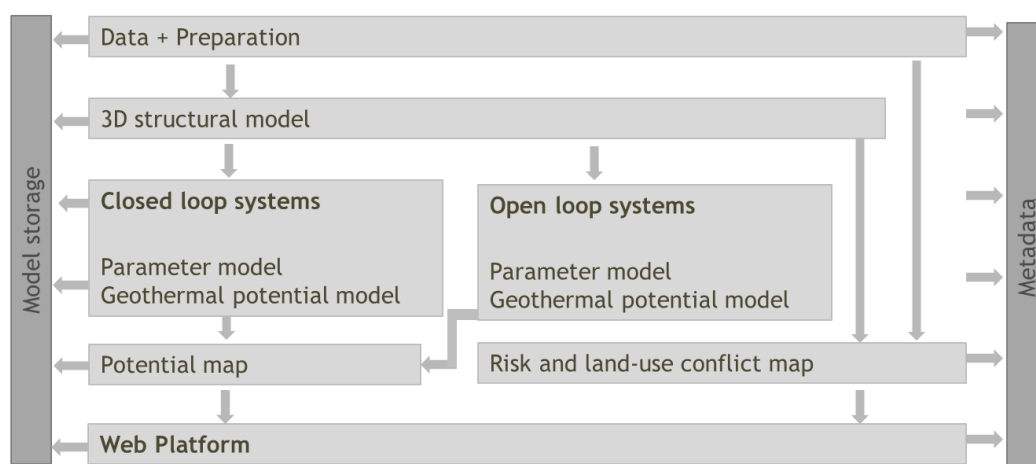 Data + Preparation
3D structural model
Closed loop systems
Parameter model
Geothermal potential model
Open loop systems
Parameter model
Geothermal potential model
Potential map
Risk and land-use conflict map
Web Platform
Model storage
Metadata